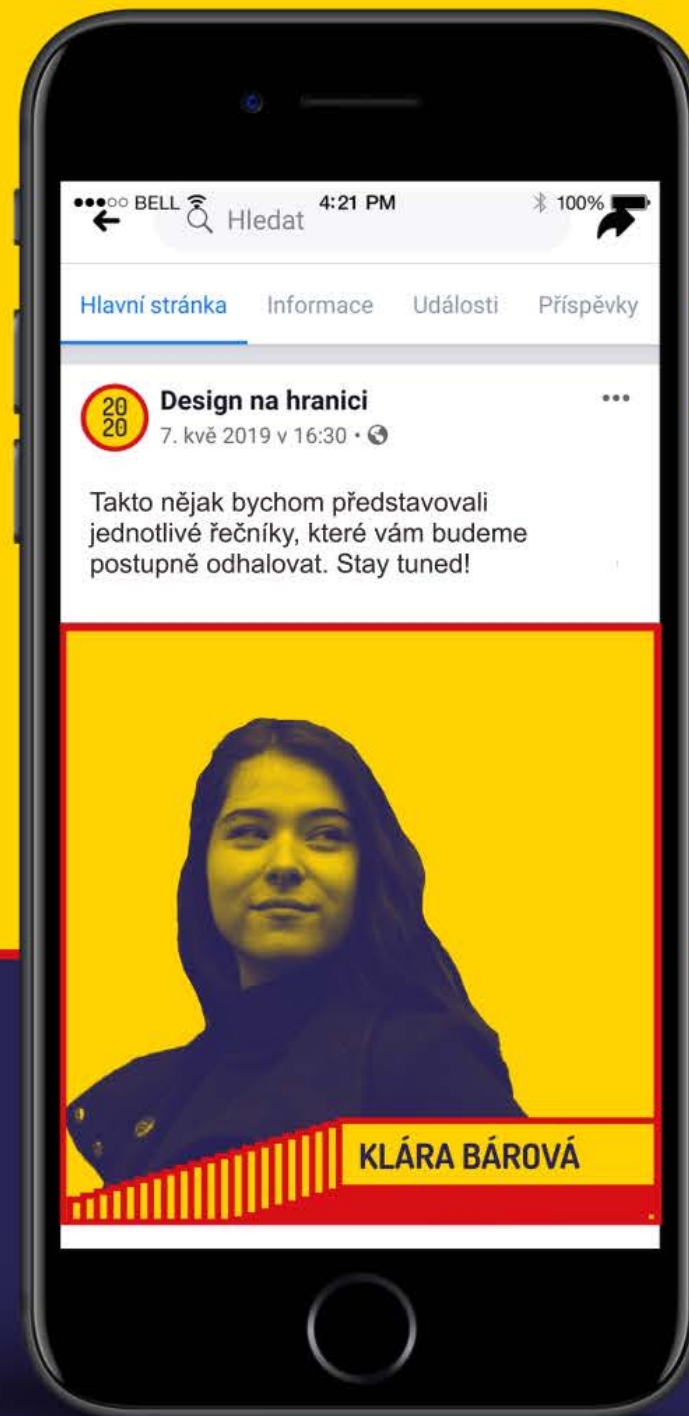 BELL 4:21 PM 100%
Hledat
Hlavní stránka Informace Události Příspěvky
20
20
Design na hranici
7. kvě 2019 v 16:30 •
Takto nějak bychom představovali
jednotlivé řečníky, které vám budeme
postupně odhalovat. Stay tuned!
KLÁRA BÁROVÁ